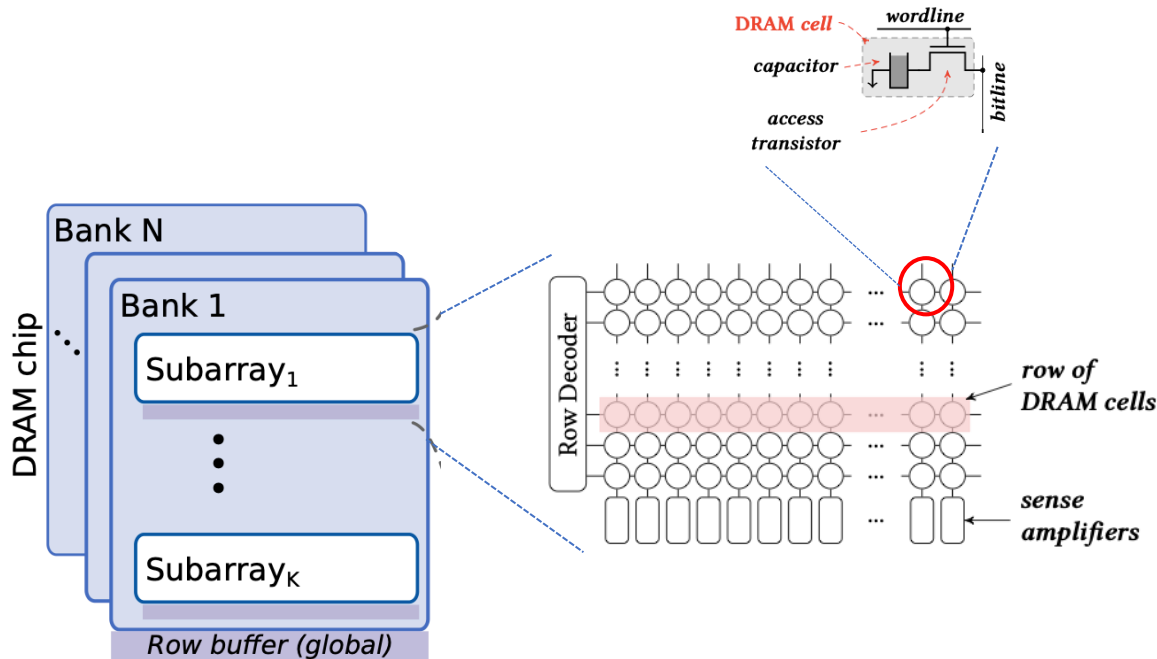 wordline
DRAM cell
capacitor
bitline
access
transistor
Bank N
Bank 1
DRAM chip
Subarray1
Row Decoder
row of
DRAM cells
sense
amplifiers
SubarrayK
Row buffer (global)